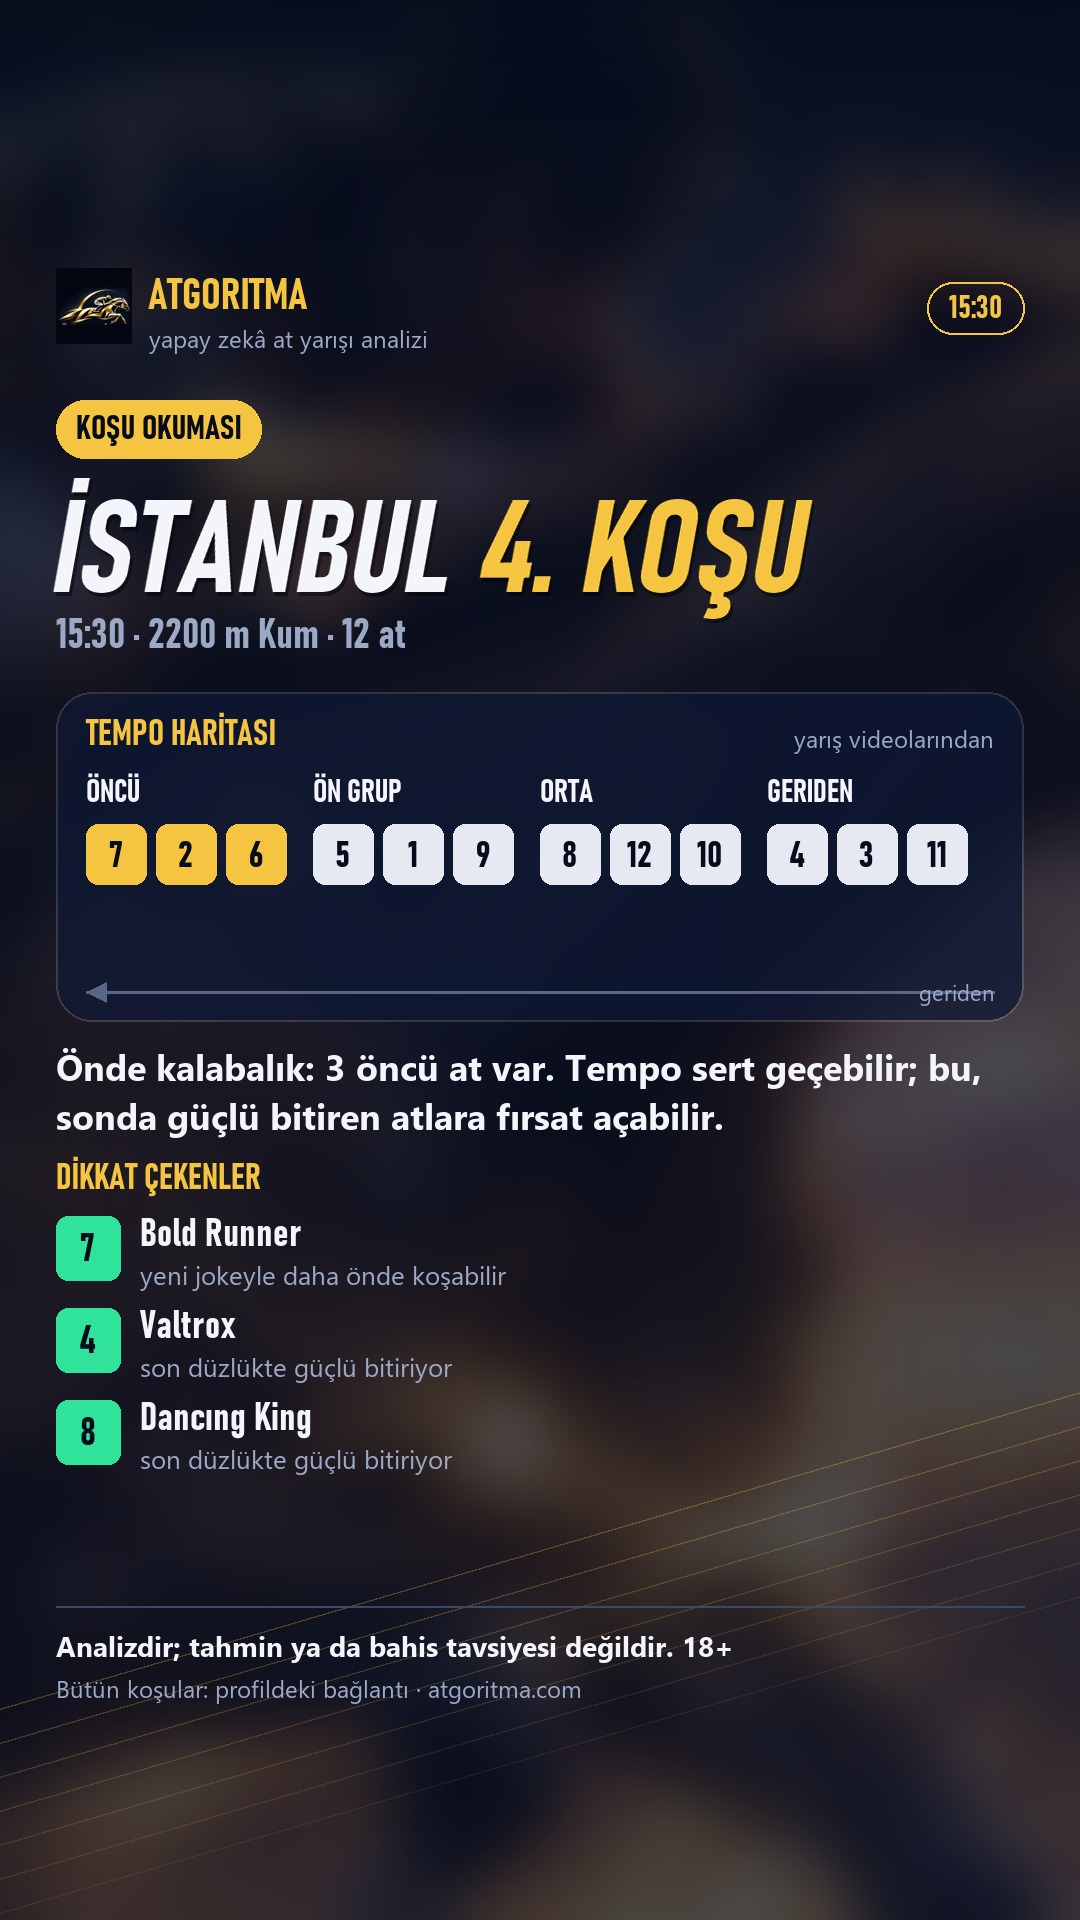 ATGORITMA
yapay zekâ at yarışı analizi
15:30
KOŞU OKUMASI
İSTANBUL 4. KOŞU
15:30 · 2200 m Kum · 12 at
TEMPO HARİTASI
yarış videolarından
ÖNCÜ ÖN GRUP ORTA GERIDEN
7 2 6 5 1 9 8 12 10 4 3 11
geriden
Önde kalabalık: 3 öncü at var. Tempo sert geçebilir; bu,
sonda güçlü bitiren atlara fırsat açabilir.
DİKKAT ÇEKENLER
7 Bold Runner
yeni jokeyle daha önde koşabilir
4 Valtrox
son düzlükte güçlü bitiriyor
8 Dancıng King
son düzlükte güçlü bitiriyor
Analizdir; tahmin ya da bahis tavsiyesi değildir. 18+
Bütün koşular: profildeki bağlantı · atgoritma.com